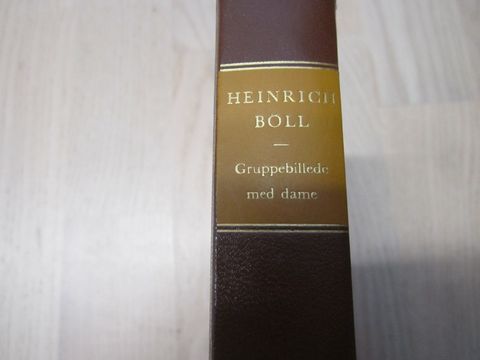 HEINRICH
BÖLL
—
Gruppebillede
med dame